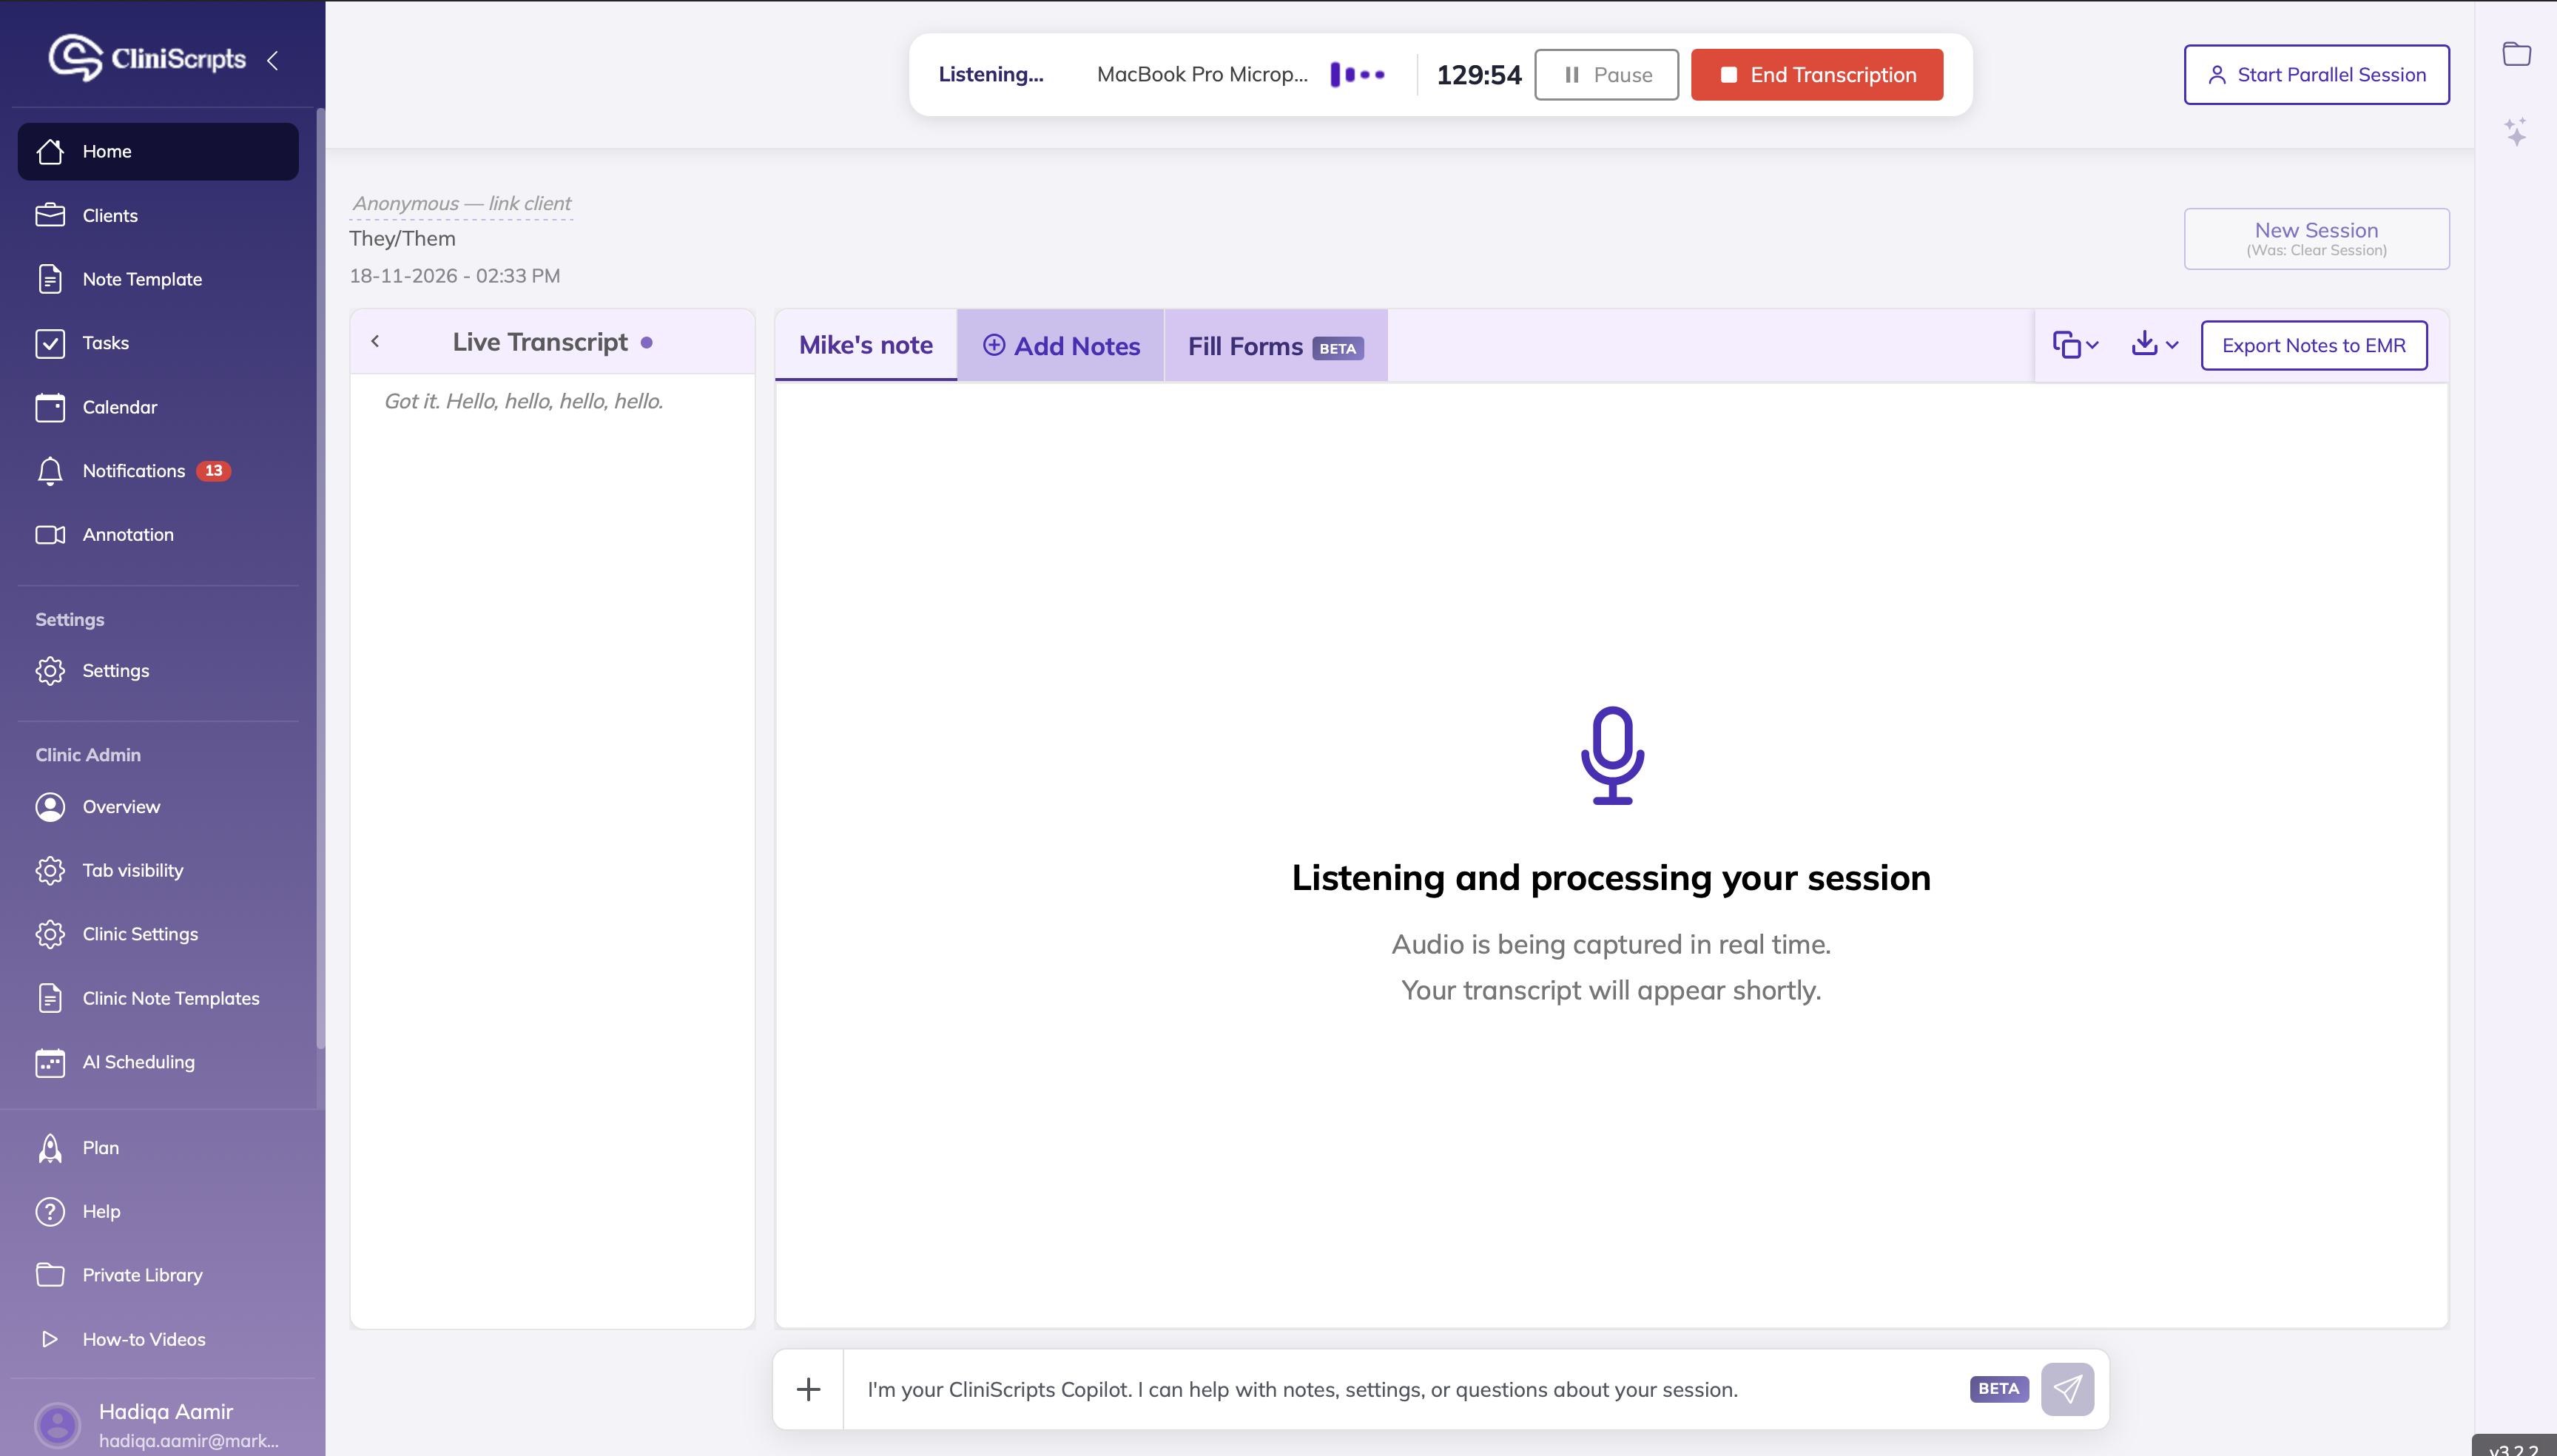 CliniScripts
Home
Clients
Note Template
Tasks
Calendar
Notifications 13
Annotation
Settings
Settings
Clinic Admin
Overview
Tab visibility
Clinic Settings
Clinic Note Templates
AI Scheduling
Plan
Help
Private Library
How-to Videos
Hadiqa Aamir
hadiqa.aamir@mark...
Listening...
MacBook Pro Microp...
129:54
Pause
End Transcription
Start Parallel Session
Anonymous — link client
They/Them
18-11-2026 - 02:33 PM
New Session
(Was: Clear Session)
Live Transcript
Got it. Hello, hello, hello, hello.
Mike's note
Add Notes
Fill Forms BETA
Export Notes to EMR
Listening and processing your session
Audio is being captured in real time.
Your transcript will appear shortly.
I'm your CliniScripts Copilot. I can help with notes, settings, or questions about your session.
BETA
v3.2.2